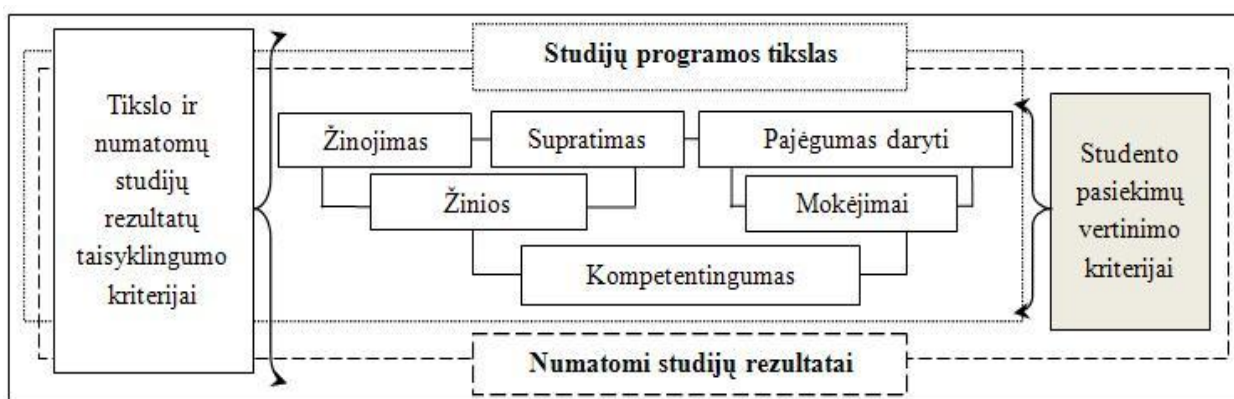 Studijų programos tikslas
Tikslo ir
numatomų
studijų
rezultatų
taisyklingumo
kriterijai
Žinojimas
Supratimas
Pajėgumas daryti
Žinios
Mokėjimai
Kompetentingumas
Studento
pasiekimų
vertinimo
kriterijai
Numatomi studijų rezultatai